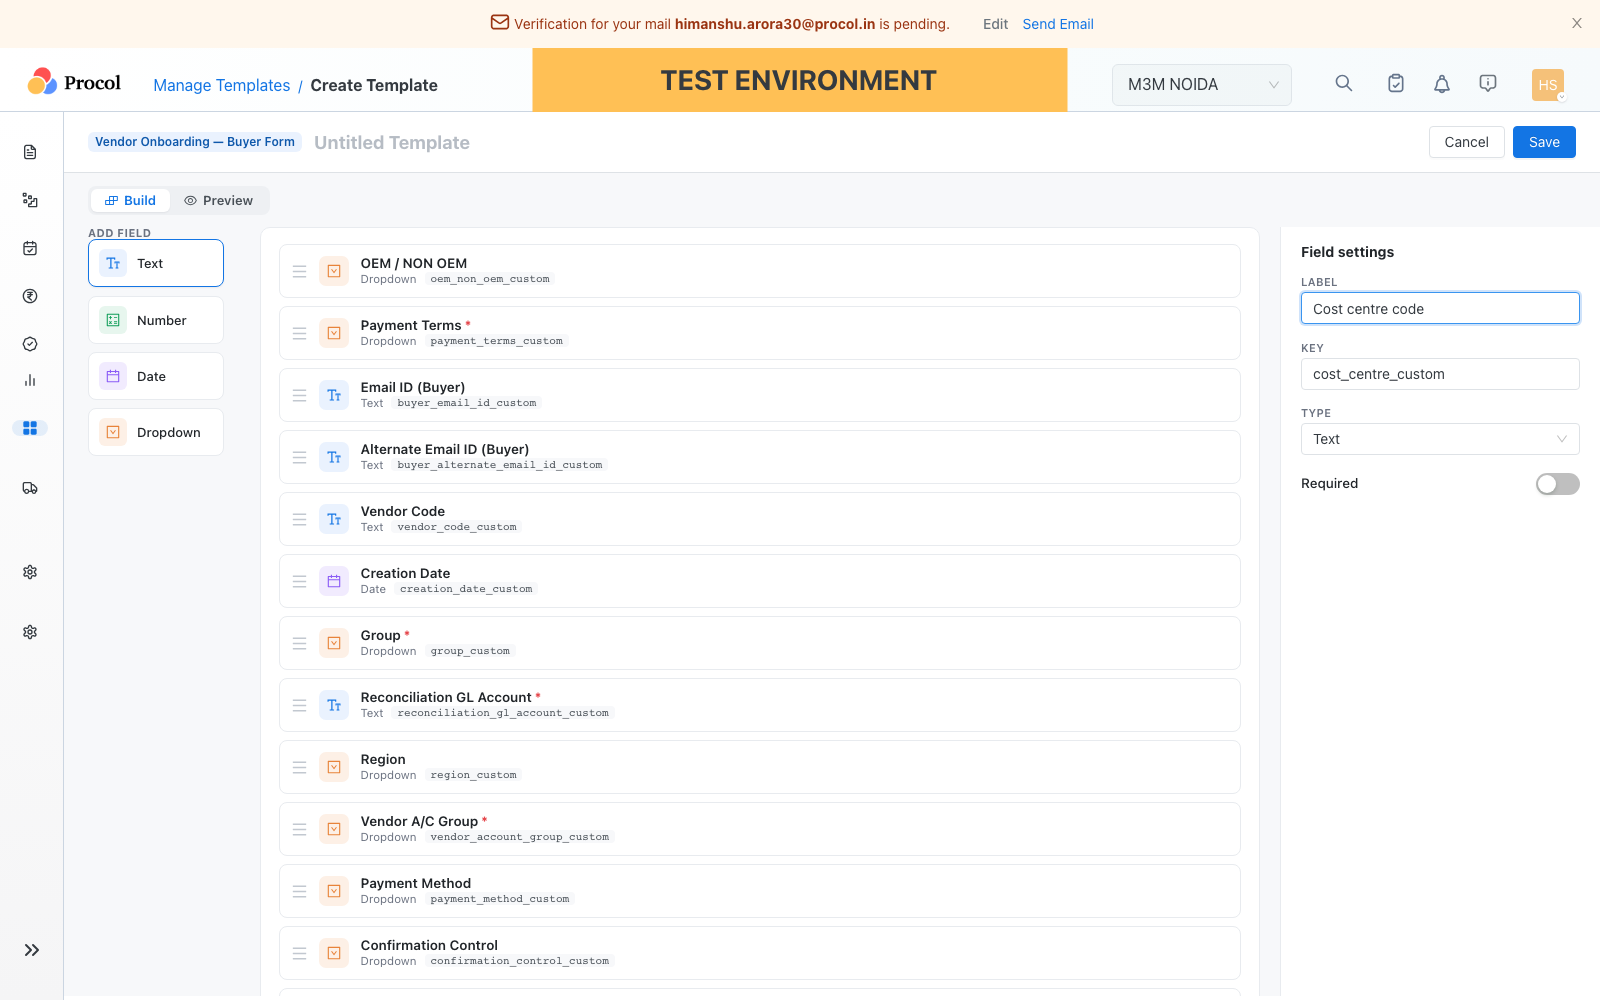 Verification for your mail himanshu.arora30@procol.in is pending. Edit Send Email
Procol
Manage Templates / Create Template
TEST ENVIRONMENT
M3M NOIDA
HS
Vendor Onboarding — Buyer Form
Untitled Template
Cancel
Save
Build
Preview
ADD FIELD
Text
Number
Date
Dropdown
OEM / NON OEM
Dropdown oem_non_oem_custom
Payment Terms *
Dropdown payment_terms_custom
Email ID (Buyer)
Text buyer_email_id_custom
Alternate Email ID (Buyer)
Text buyer_alternate_email_id_custom
Vendor Code
Text vendor_code_custom
Creation Date
Date creation_date_custom
Group *
Dropdown group_custom
Reconciliation GL Account *
Text reconciliation_gl_account_custom
Region
Dropdown region_custom
Vendor A/C Group *
Dropdown vendor_account_group_custom
Payment Method
Dropdown payment_method_custom
Confirmation Control
Dropdown confirmation_control_custom
Field settings
LABEL
Cost centre code
KEY
cost_centre_custom
TYPE
Text
Required